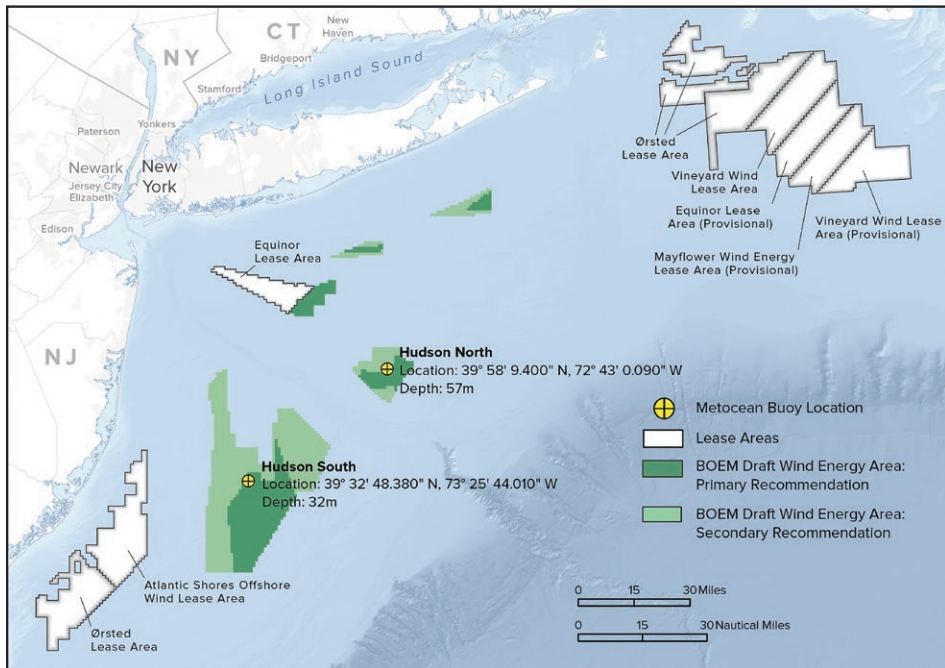 NY
CT
New
Haven
Bridgeport
Stamford
Long Island Sound
Yonkers
Paterson
Newark
New
York
Jersey City
Elizabeth
Edison
NJ
Ørsted
Lease Area
Vineyard Wind
Lease Area
Equinor Lease
Area (Provisional)
Mayflower Wind Energy
Lease Area (Provisional)
Vineyard Wind Lease
Area (Provisional)
Equinor
Lease Area
Hudson North
Location: 39° 58' 9.400" N, 72° 43' 0.090" W
Depth: 57m
Hudson South
Location: 39° 32' 48.380" N, 73° 25' 44.010" W
Depth: 32m
Atlantic Shores Offshore
Wind Lease Area
Ørsted
Lease Area
Metocean Buoy Location
Lease Areas
BOEM Draft Wind Energy Area:
Primary Recommendation
BOEM Draft Wind Energy Area:
Secondary Recommendation
0 15 30 Miles
0 15 30 Nautical Miles